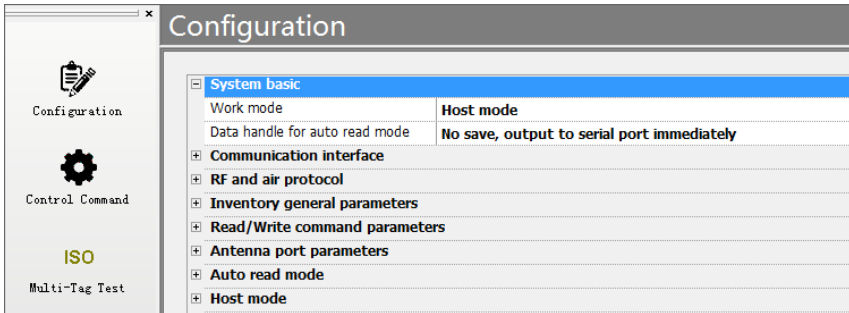 Configuration
Configuration
Control Command
ISO
Multi-Tag Test
System basic
Work mode Host mode
Data handle for auto read mode No save, output to serial port immediately
Communication interface
RF and air protocol
Inventory general parameters
Read/Write command parameters
Antenna port parameters
Auto read mode
Host mode